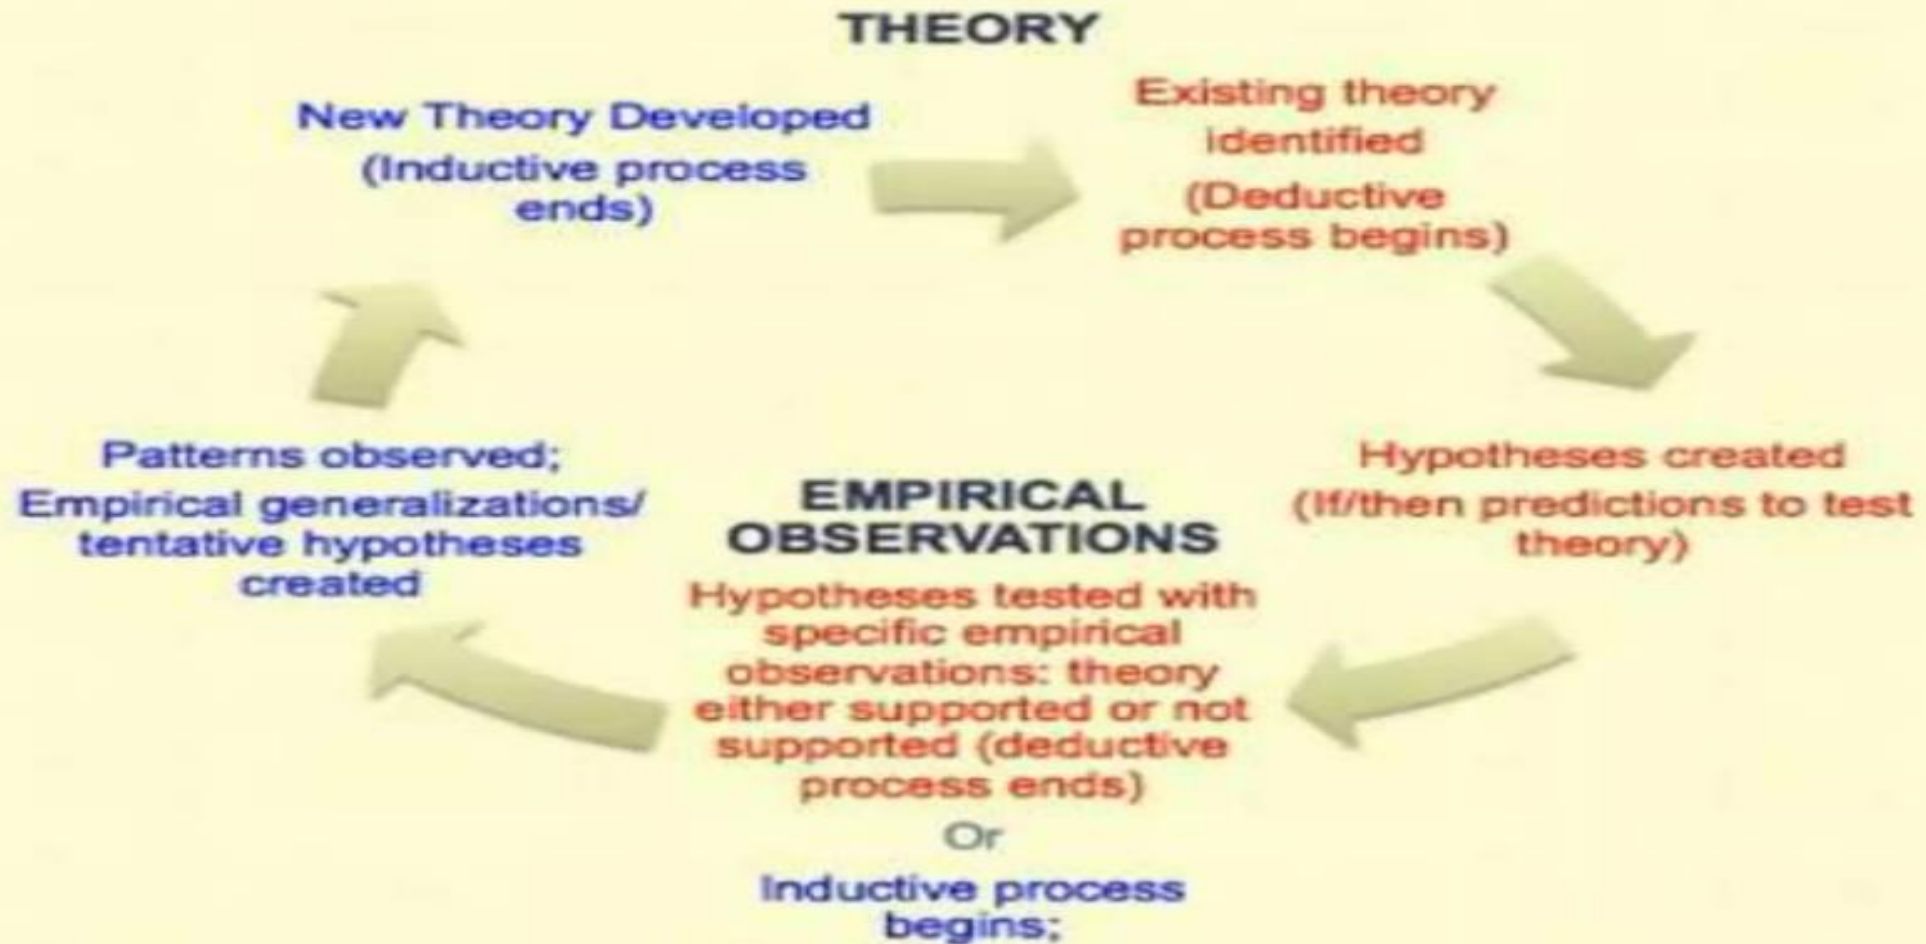 THEORY
New Theory Developed
(Inductive process
ends)
Existing theory
identified
(Deductive
process begins)
Hypotheses created
(If/then predictions to test
theory)
EMPIRICAL
OBSERVATIONS
Hypotheses tested with
specific empirical
observations: theory
either supported or not
supported (deductive
process ends)
Or
Inductive process
begins;
Patterns observed;
Empirical generalizations/
tentative hypotheses
created